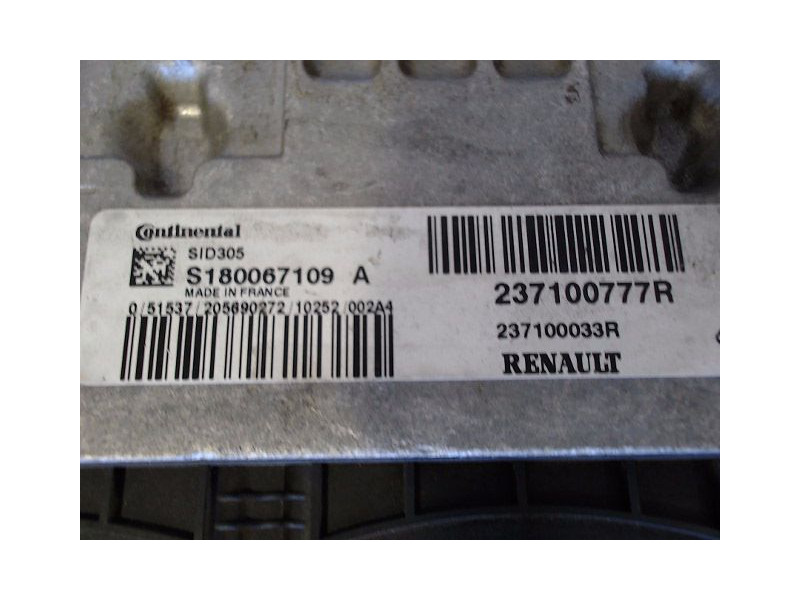 Continental
SID305
S180067109 A
MADE IN FRANCE
0/51537/205690272/10252/002A4
237100777R
237100033R
RENAULT